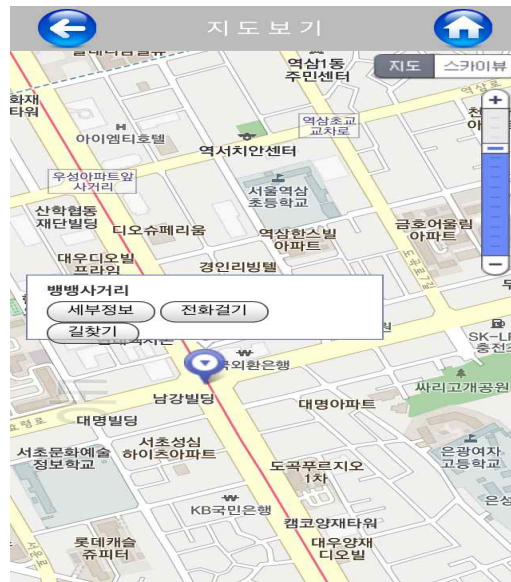 지도보기
역삼1동
주민센터
지도
스카이뷰
화재
타워
아이엠티호텔
역삼초교
교차로
역서치안센터
우성아파트앞
사거리
서울역삼
초등학교
산학협동
재단빌딩
디오슈페리움
역삼한스빌
아파트
금호어울림
아파트
대우디오빌
프라임
경인리빙텔
뱅뱅사거리
세부정보
전화걸기
길찾기
외환은행
남강빌딩
대명아파트
싸리고개공원
효령로
대명빌딩
서초문화예술
정보학교
서초성심
하이츠아파트
은광여자
고등학교
도곡푸르지오
1차
KB국민은행
캠코양재타워
롯데캐슬
쥬피터
대우양재
디오빌